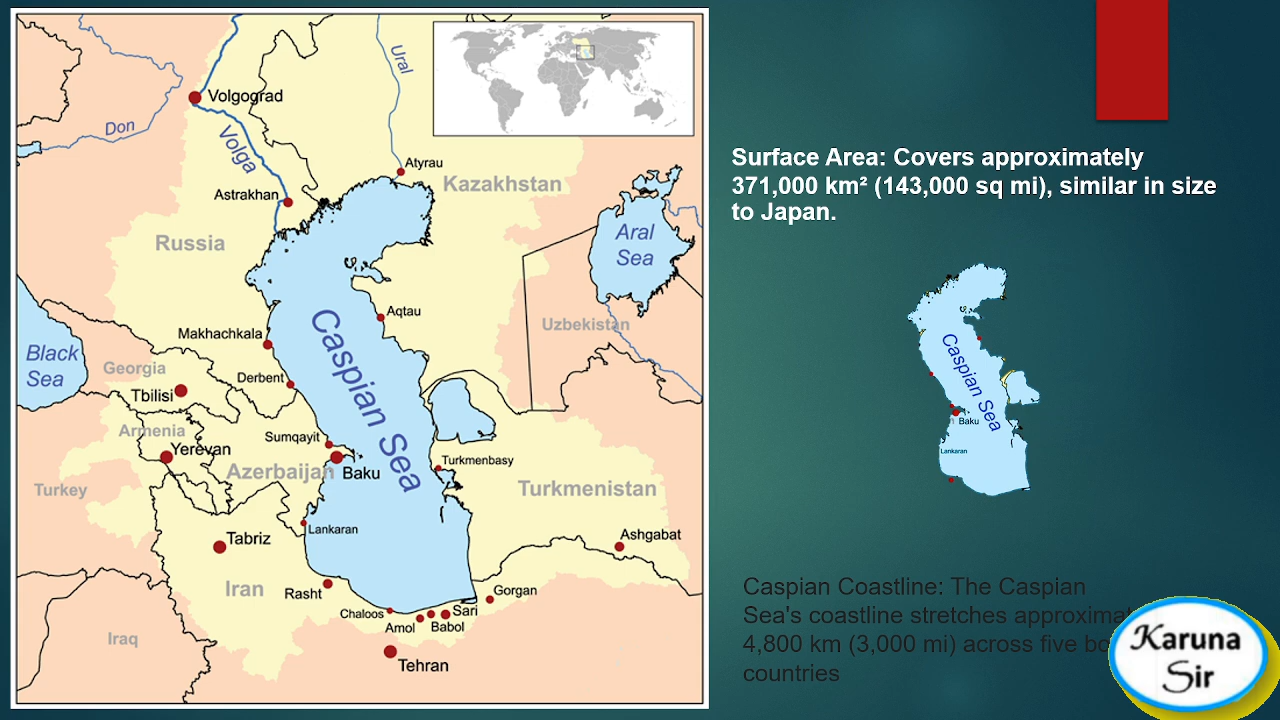 Volgograd
Ural
Don
Volga
Atyrau
Astrakhan
Kazakhstan
Russia
Aral
Sea
Aqtau
Caspian Sea
Makhachkala
Uzbekistan
Black
Sea
Georgia
Derbent
Tbilisi
Armenia
Sumqayit
Yerevan
Azerbaijan
Baku
Turkmenbasy
Turkey
Turkmenistan
Lankaran
Tabriz
Ashgabat
Iran
Rasht
Gorgan
Chaloos
Sari
Amol
Babol
Iraq
Tehran
Surface Area: Covers approximately
371,000 km² (143,000 sq mi), similar in size
to Japan.
Caspian Sea
Baku
Lankaran
Caspian Coastline: The Caspian
Sea's coastline stretches
4,800 km (3,000 mi) across five
countries
Karuna
Sir